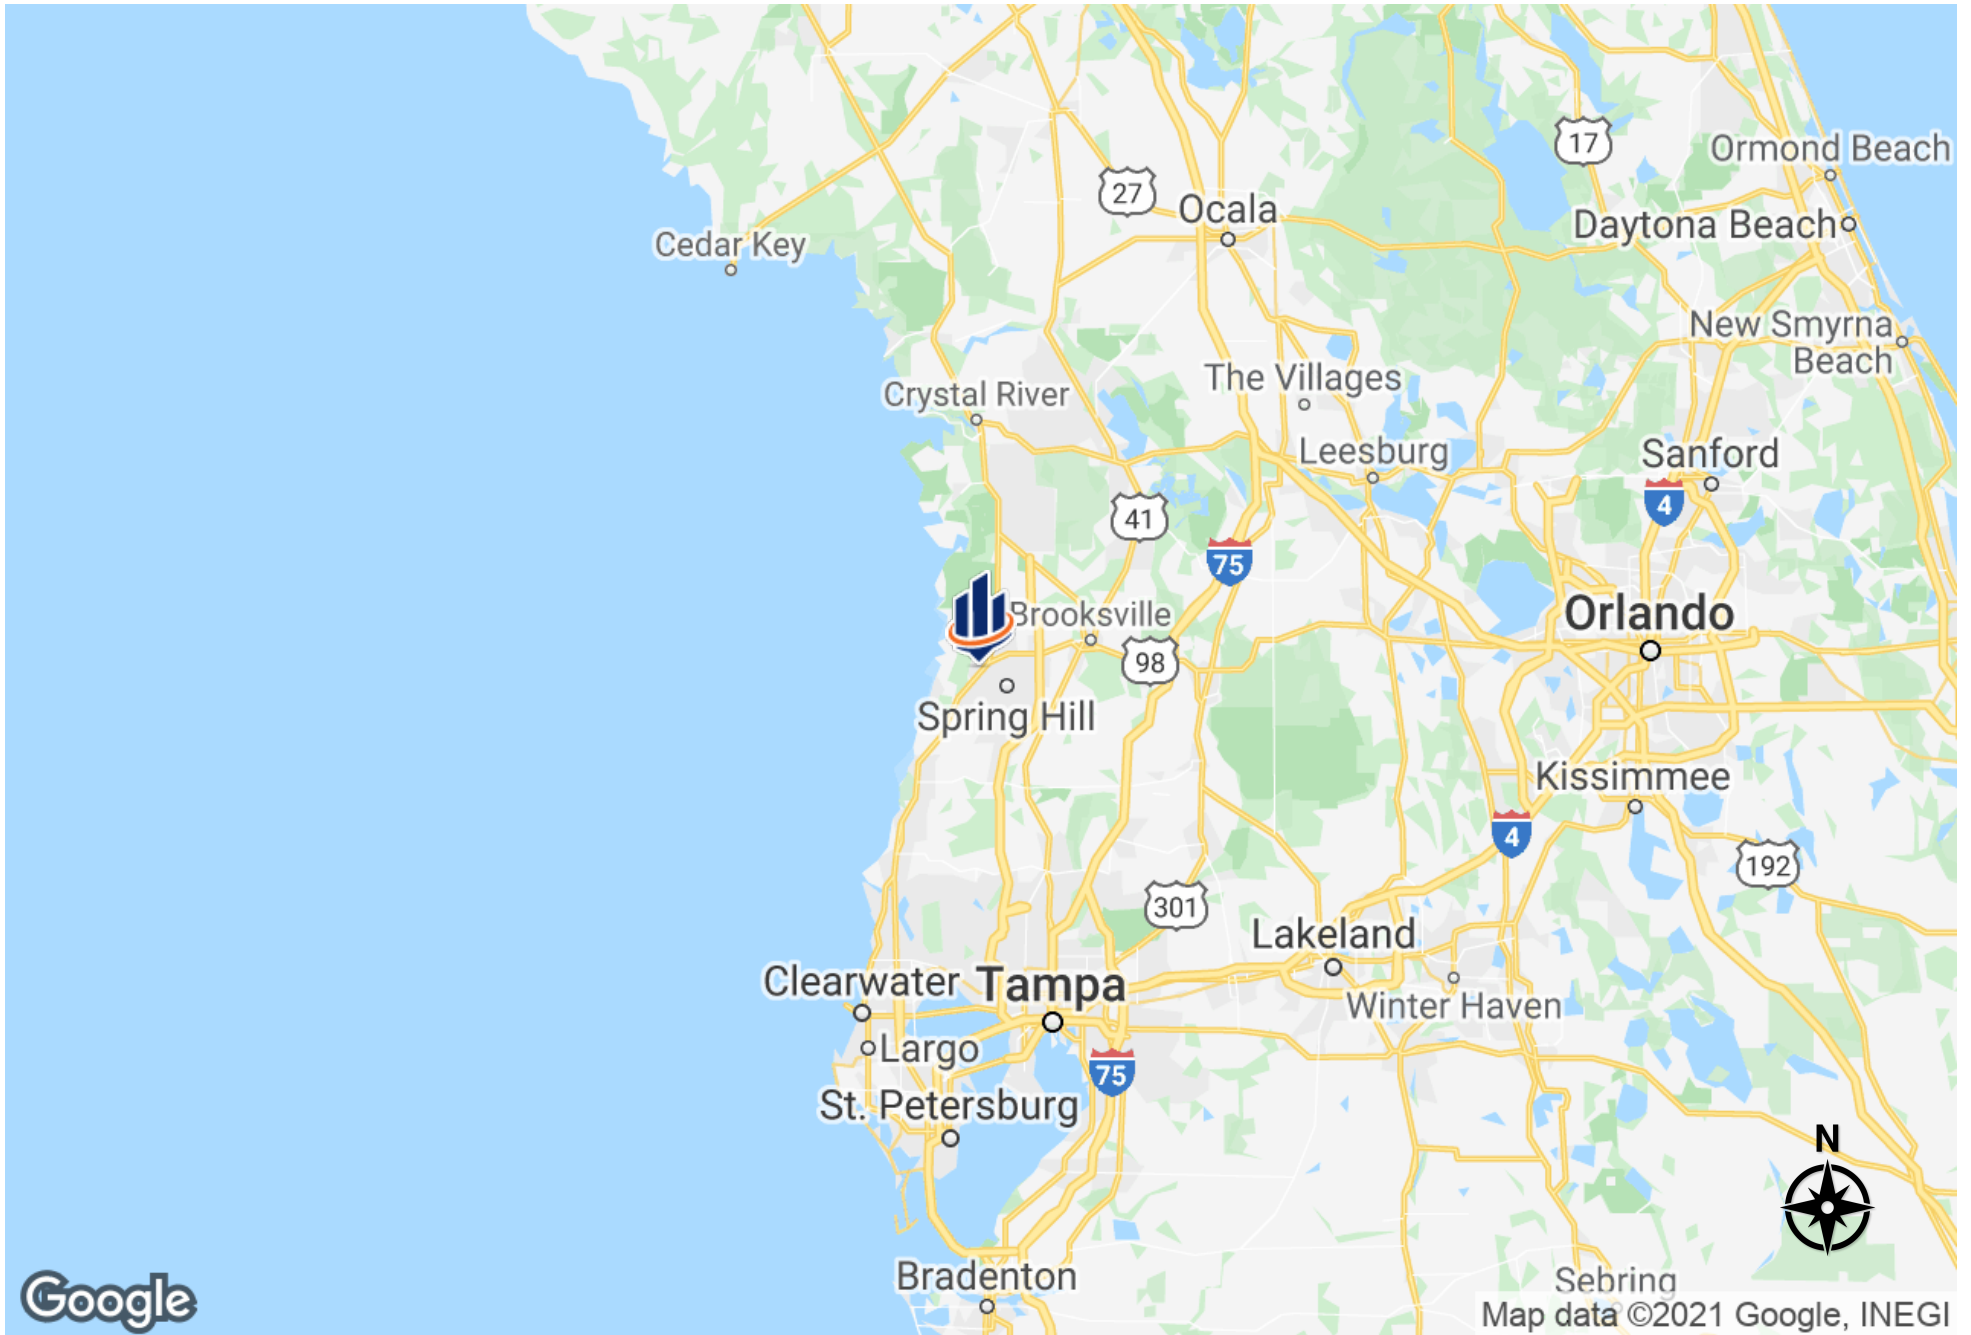 17
Ormond Beach
27
Ocala
Daytona Beach
Cedar Key
New Smyrna
Beach
The Villages
Crystal River
Leesburg
Sanford
4
41
75
Brooksville
Orlando
98
Spring Hill
Kissimmee
4
192
301
Lakeland
Clearwater
Tampa
Winter Haven
Largo
75
St. Petersburg
N
Bradenton
Sebring
Google
Map data ©2021 Google, INEGI